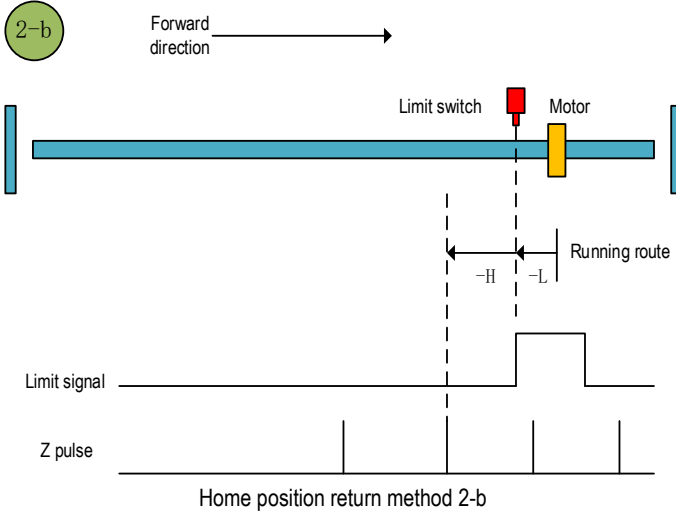 2-b
Forward
direction
Limit switch
Motor
Running route
-H
-L
Limit signal
Z pulse
Home position return method 2-b